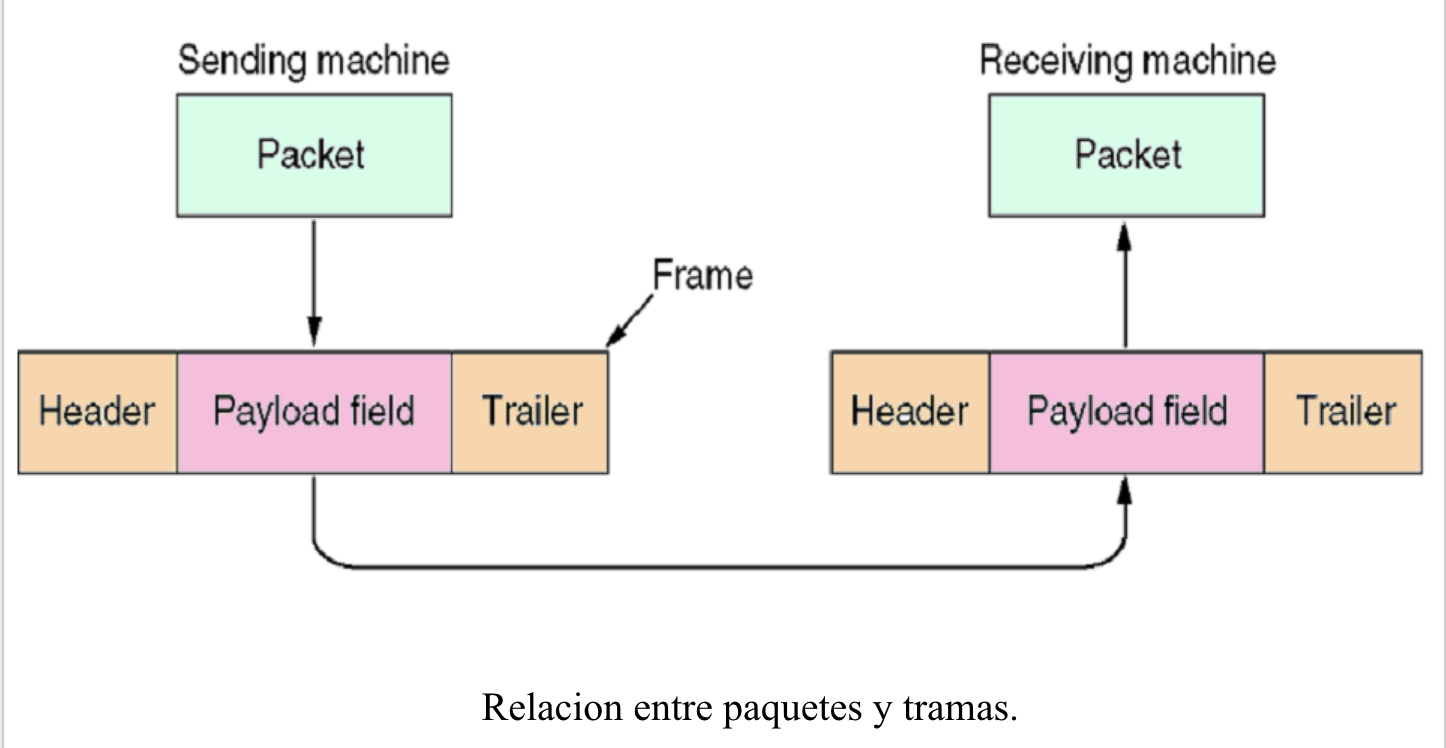 Sending machine
Receiving machine
Packet
Packet
Frame
Header
Payload field
Trailer
Header
Payload field
Trailer
Relacion entre paquetes y tramas.